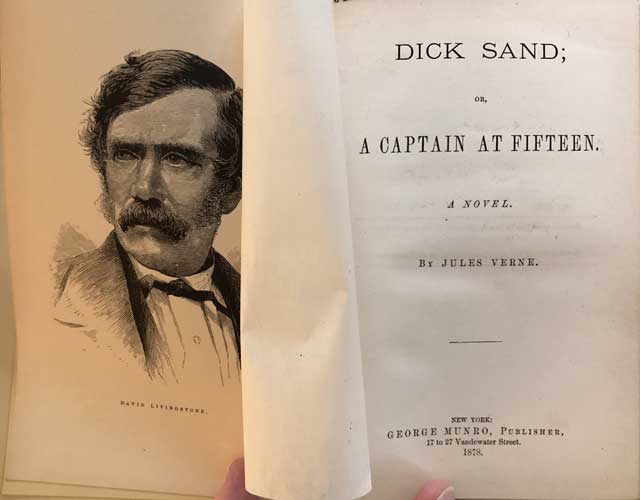 DAVID LIVINGSTONE.
DICK SAND;
OR,
A CAPTAIN AT FIFTEEN.
A NOVEL.
By JULES VERNE.
NEW YORK:
GEORGE MUNRO, Publisher,
17 to 27 Vandewater Street.
1878.